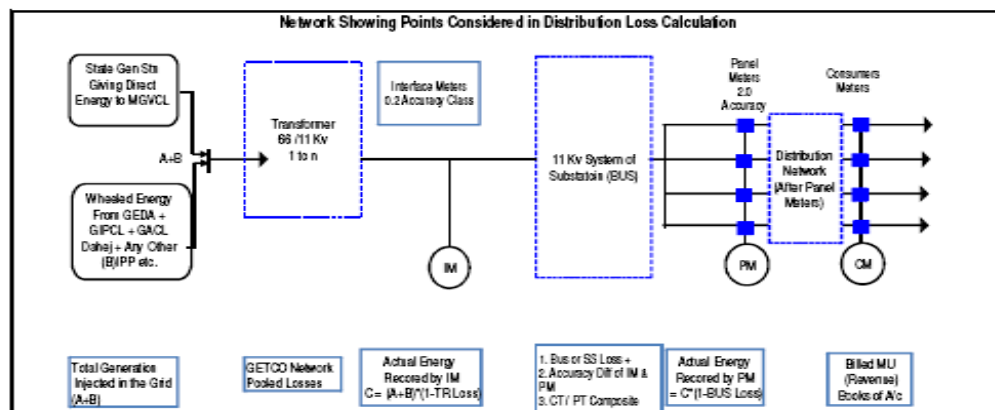 Network Showing Points Considered in Distribution Loss Calculation
State Gen Stn
Giving Direct
Energy to MGVCL
A+B
Wheeled Energy
From GEDA +
GIPCL + GACL
Dahej + Any Other
(B)IPP etc.
Transformer
66 /11 Kv
1 to n
Interface Meters
0.2 Accuracy Class
IM
11 Kv System of
Substatoin (BUS)
Panel
Meters
2.0
Accuracy
Consumers
Meters
Distribution
Network
(After Panel
Meters)
PM
CM
Total Generation
Injected in the Grid
(A+B)
GETCO Network
Pooled Losses
Actual Energy
Recored by IM
C= (A+B)*(1-TR Loss)
1. Bus or SS Loss +
2. Accuracy Diff of IM &
PM
3. CT / PT Composite
Actual Energy
Recored by PM
= C*(1-BUS Loss)
Billed MU
(Revenue)
Books of A/c